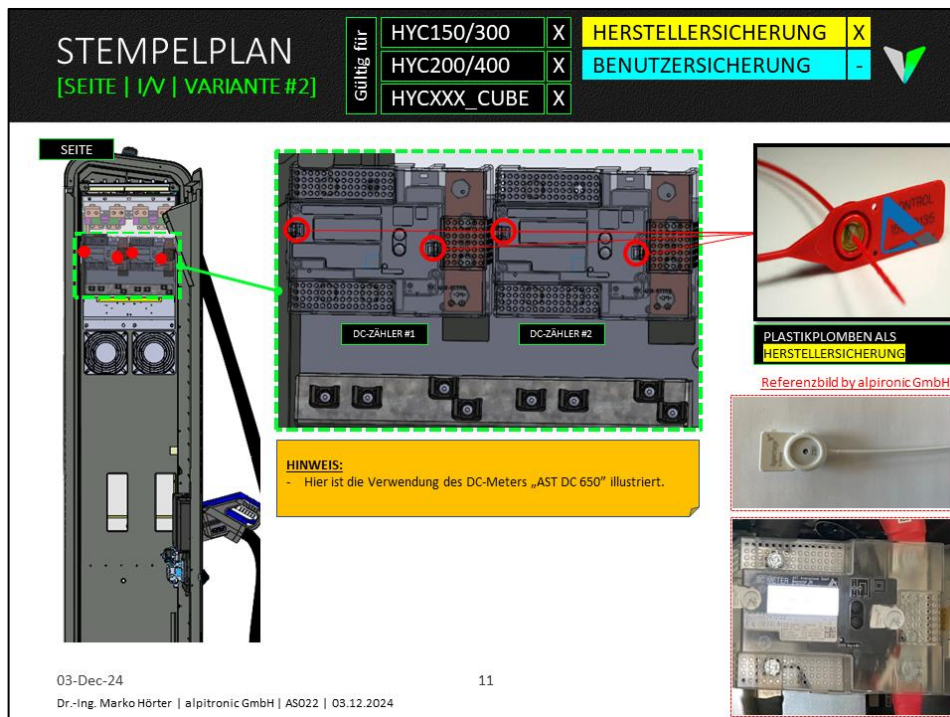 STEMPELPLAN
[SEITE | I/V | VARIANTE #2]
Gültig für
HYC150/300 X
HYC200/400 X
HYCXXX_CUBE X
HERSTELLERSICHERUNG X
BENUTZERSICHERUNG -
SEITE
DC-ZÄHLER #1
DC-ZÄHLER #2
PLASTIKPLOMBEN ALS
HERSTELLERSICHERUNG
Referenzbild by alpironic GmbH
HINWEIS:
- Hier ist die Verwendung des DC-Meters „AST DC 650” illustriert.
03-Dec-24
11
Dr.-Ing. Marko Hörter | alpitronic GmbH | AS022 | 03.12.2024